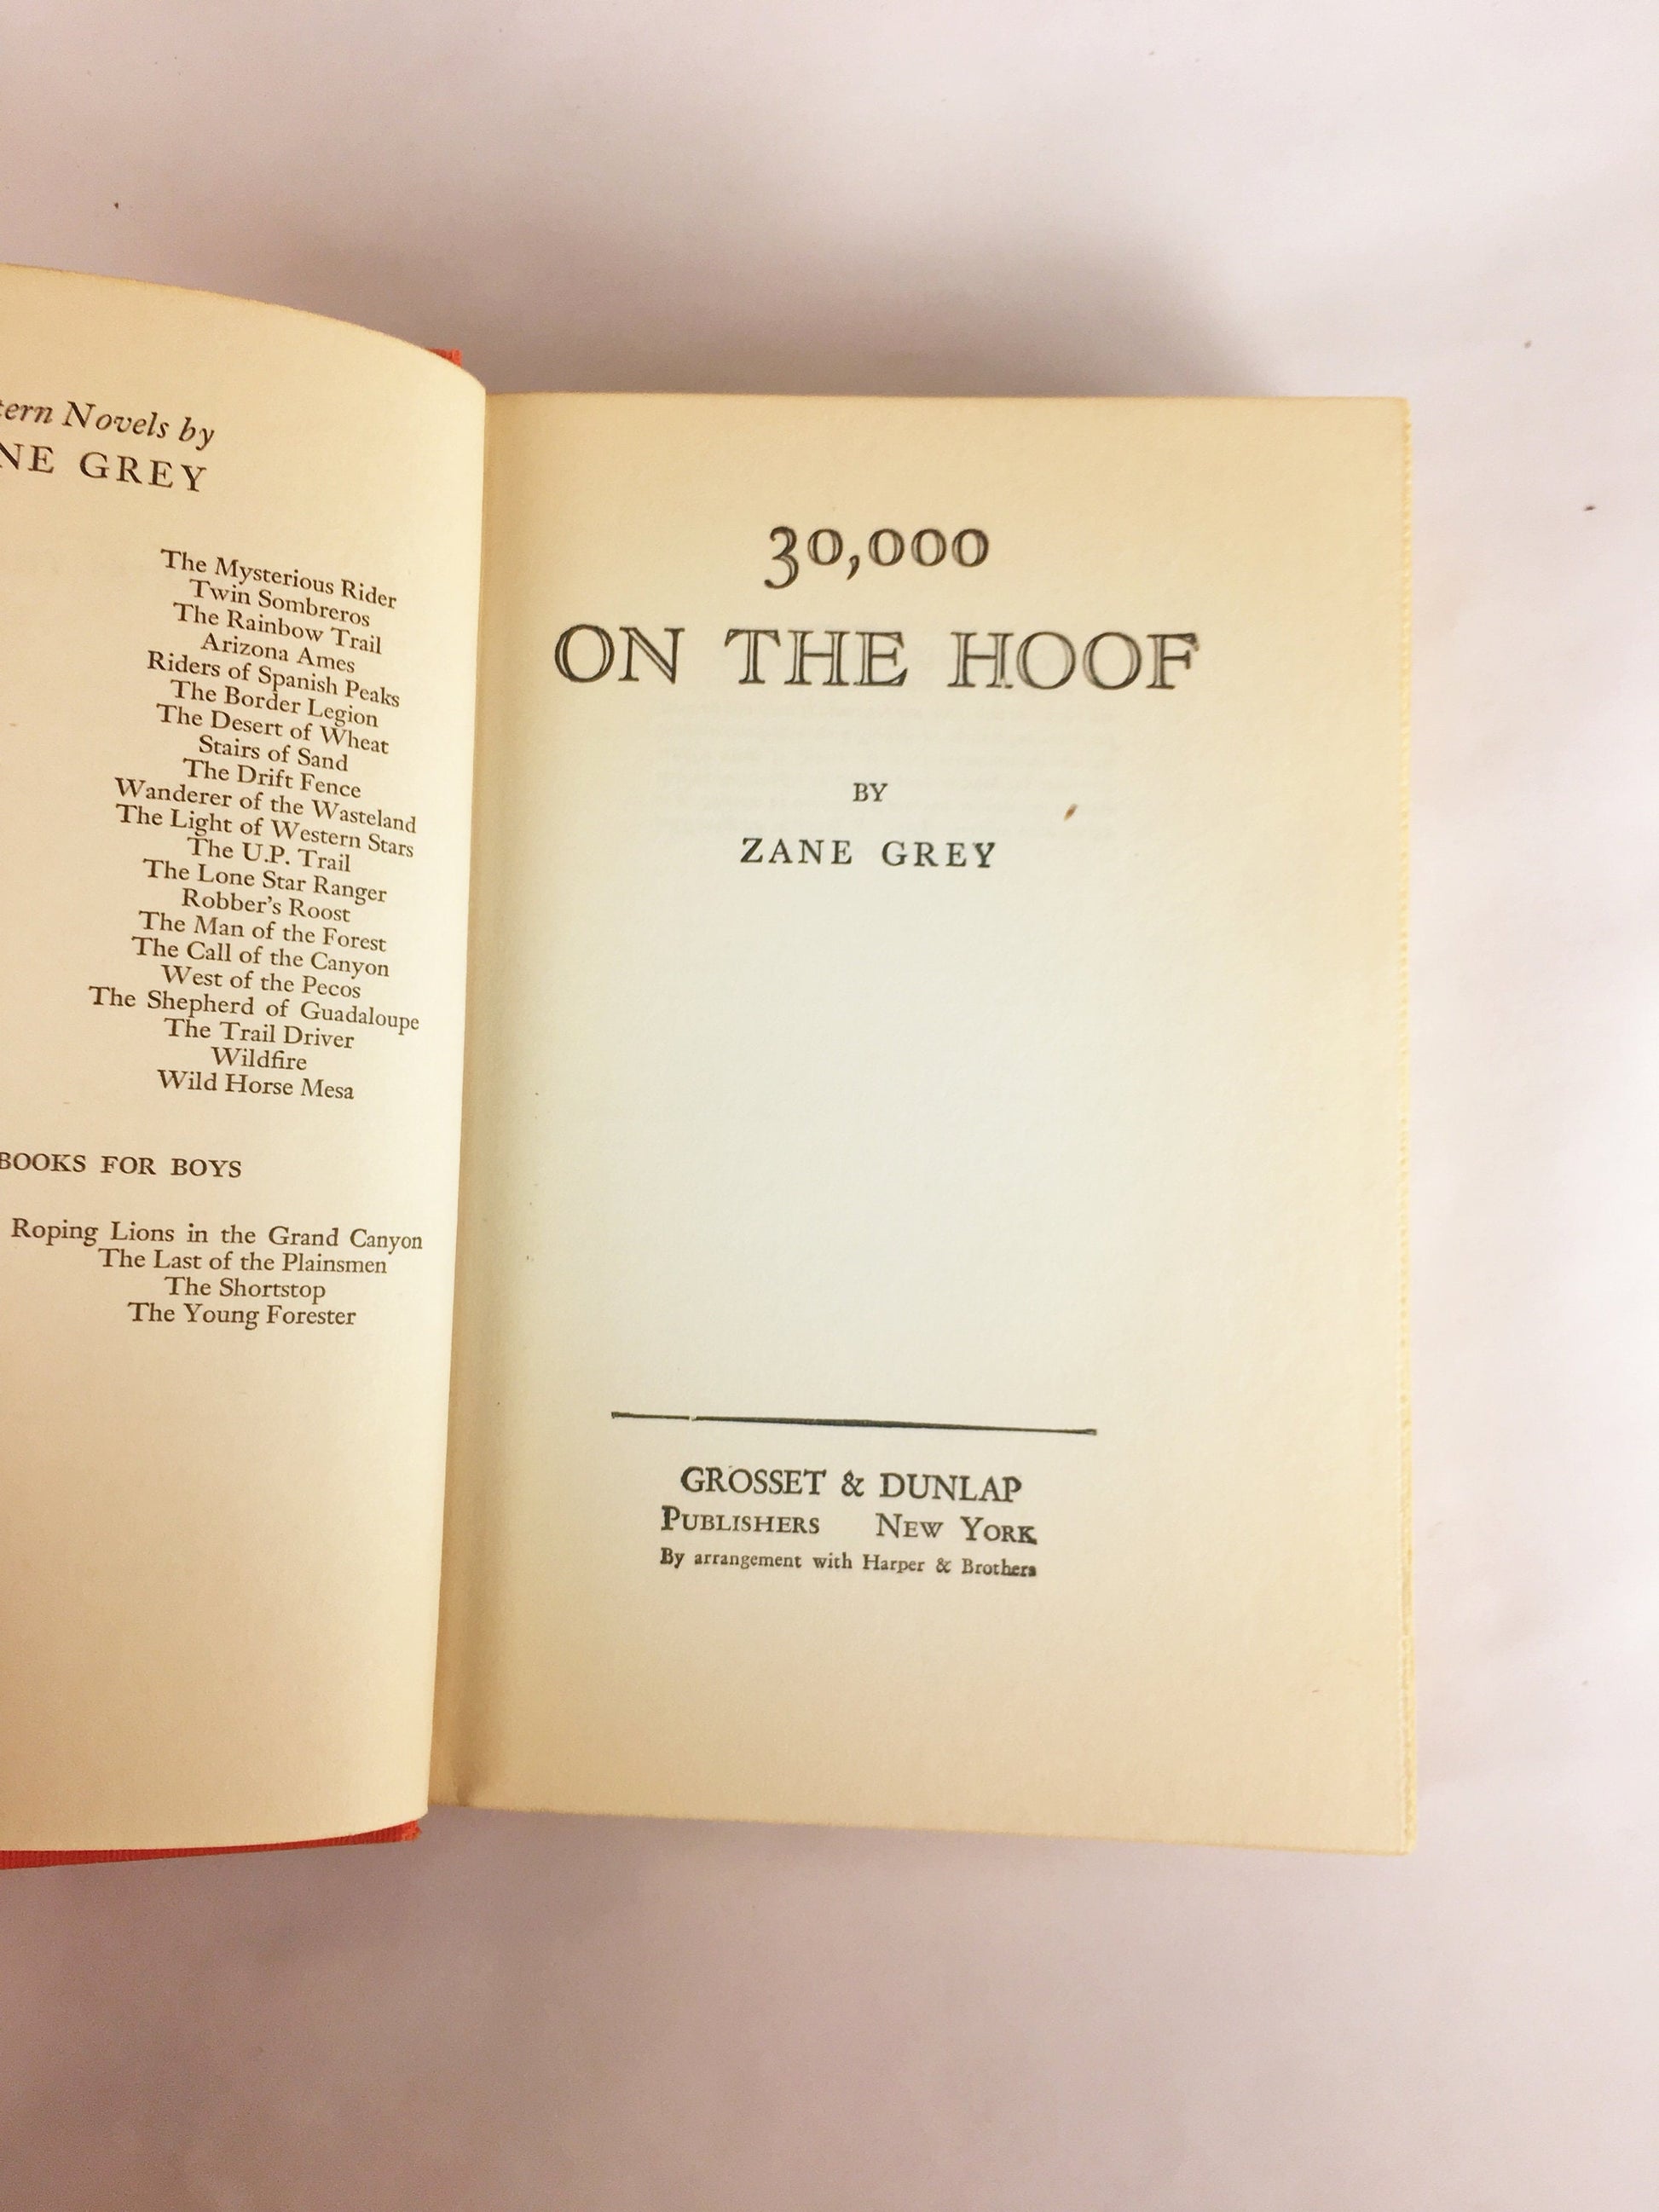 Novels by
GREY
The Mysterious Rider
Twin Sombreros
The Rainbow Trail
Arizona Ames
Riders of Spanish Peaks
The Border Legion
The Desert of Wheat
Stairs of Sand
The Drift Fence
Wanderer of the Wasteland
The Light of Western Stars
The U.P. Trail
The Lone Star Ranger
Robber's Roost
The Man of the Forest
The Call of the Canyon
West of the Pecos
The Shepherd of Guadaloupe
The Trail Driver
Wildfire
Wild Horse Mesa
BOOKS FOR BOYS
Roping Lions in the Grand Canyon
The Last of the Plainsmen
The Shortstop
The Young Forester
30,000
ON THE HOOF
BY
ZANE GREY
GROSSET & DUNLAP
PUBLISHERS NEW YORK
By arrangement with Harper & Brothers